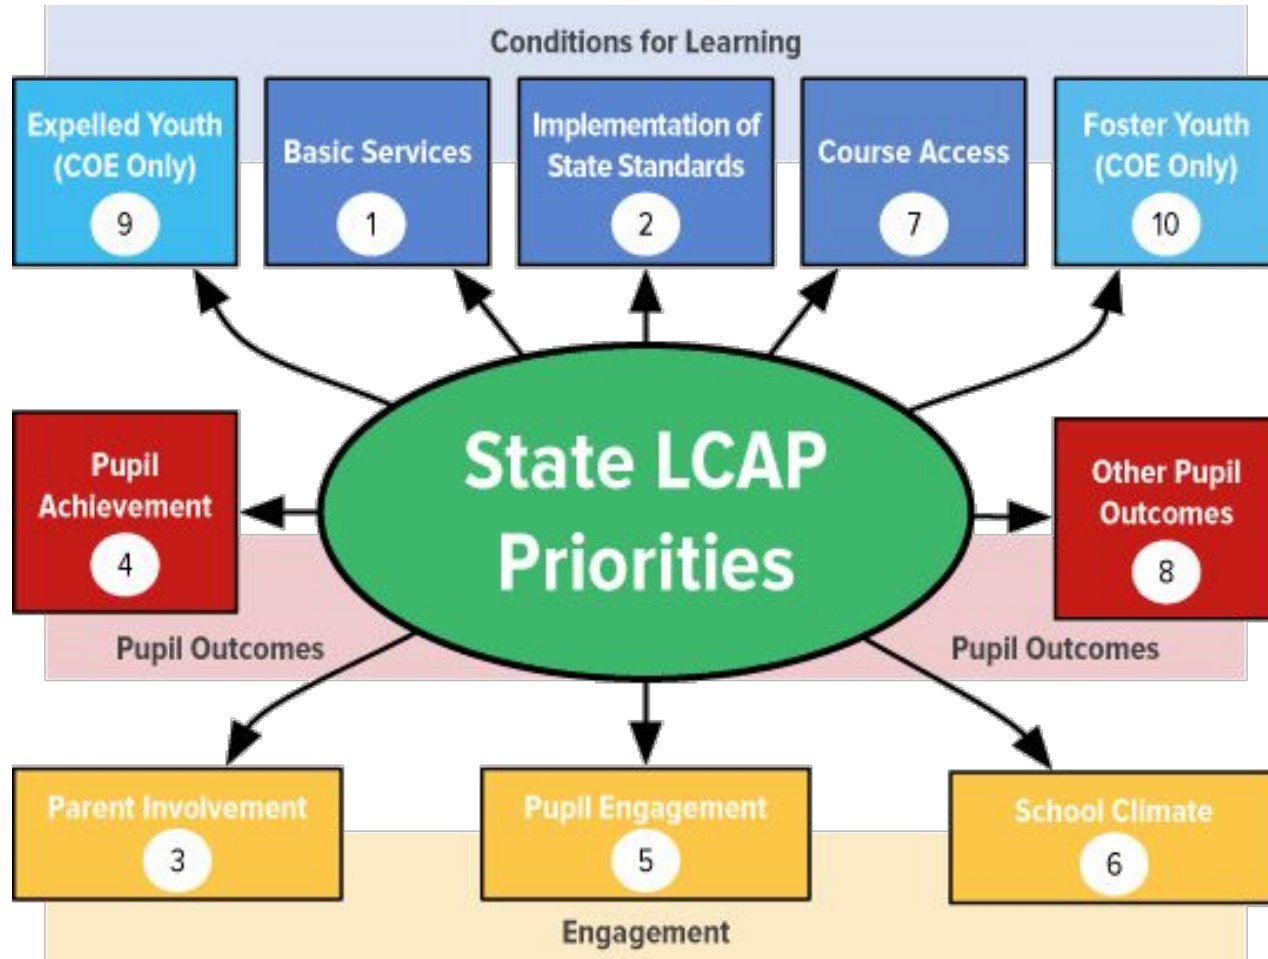 Conditions for Learning
Expelled Youth
(COE Only)
9
Basic Services
1
Implementation of
State Standards
2
Course Access
7
Foster Youth
(COE Only)
10
State LCAP
Priorities
Pupil
Achievement
4
Other Pupil
Outcomes
8
Pupil Outcomes
Pupil Outcomes
Parent Involvement
3
Pupil Engagement
5
School Climate
6
Engagement